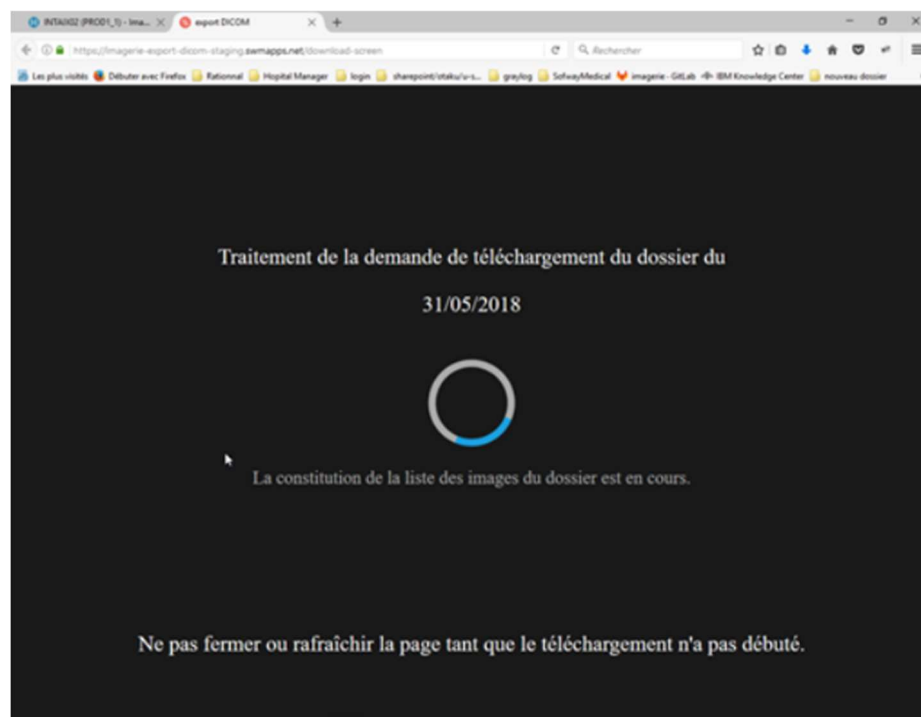 INTAIX02 (PROD1_1) - Ima...
export DICOM
https://imagerie-export-dicom-staging.swmapps.net/download-screen
Rechercher
Les plus visités
Débuter avec Firefox
Rationnal
Hopital Manager
login
sharepoint/otaku/u-s...
graylog
SofwayMedical
imagerie - GitLab
IBM Knowledge Center
nouveau dossier
Traitement de la demande de téléchargement du dossier du
31/05/2018
La constitution de la liste des images du dossier est en cours.
Ne pas fermer ou rafraîchir la page tant que le téléchargement n'a pas débuté.